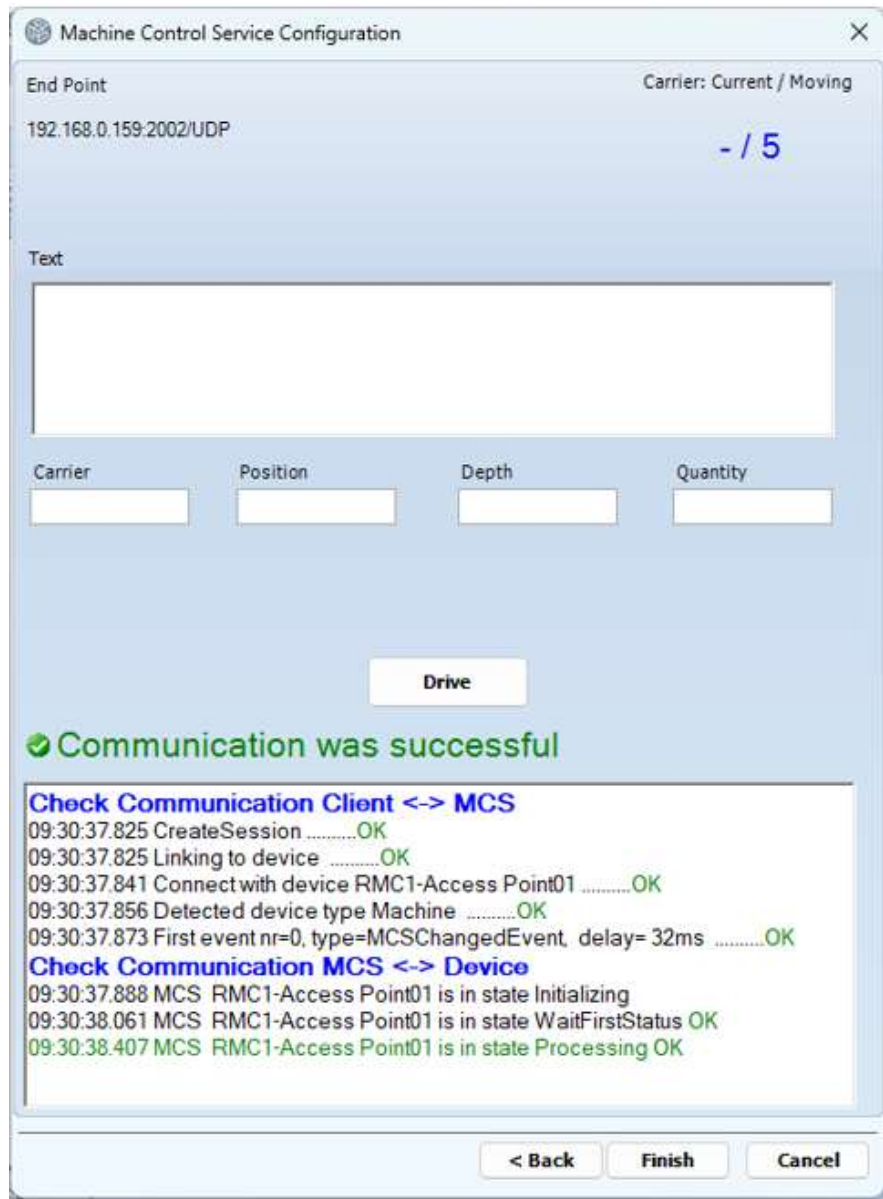 Machine Control Service Configuration
End Point
Carrier: Current / Moving
192.168.0.159:2002/UDP
- / 5
Text
Carrier Position Depth Quantity
Drive
Communication was successful
Check Communication Client <-> MCS
09:30:37.825 CreateSession ..........OK
09:30:37.825 Linking to device ..........OK
09:30:37.841 Connect with device RMC1-Access Point01 ..........OK
09:30:37.856 Detected device type Machine ..........OK
09:30:37.873 First event nr=0, type=MCSChangedEvent, delay= 32ms ..........OK
Check Communication MCS <-> Device
09:30:37.888 MCS RMC1-Access Point01 is in state Initializing
09:30:38.061 MCS RMC1-Access Point01 is in state WaitFirstStatus OK
09:30:38.407 MCS RMC1-Access Point01 is in state Processing OK
< Back Finish Cancel